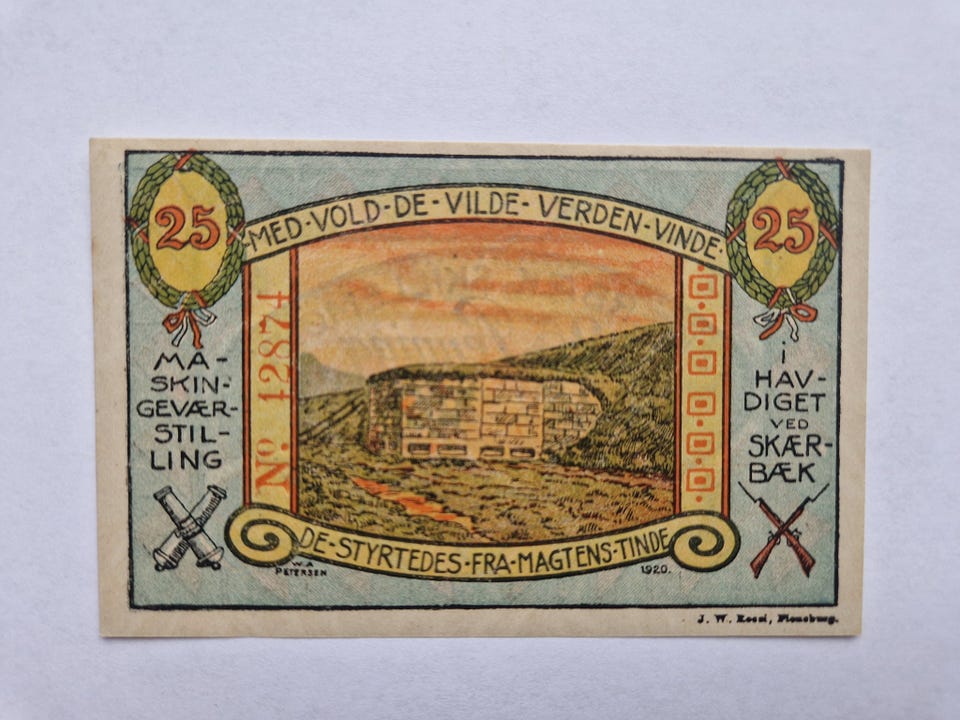 25
25
MED-VOLD-DE-VILDE-VERDEN-VINDE
No. 12874
MA-
SKIN-
GEVÆR-
STIL-
LING
i
HAV-
DIGET
VED
SKÆR-
BÆK
DE-STYRTEDES-FRA-MAGTENS-TINDE
W.A
PETERSEN
1920.
J. W. Rossi, Flensburg.